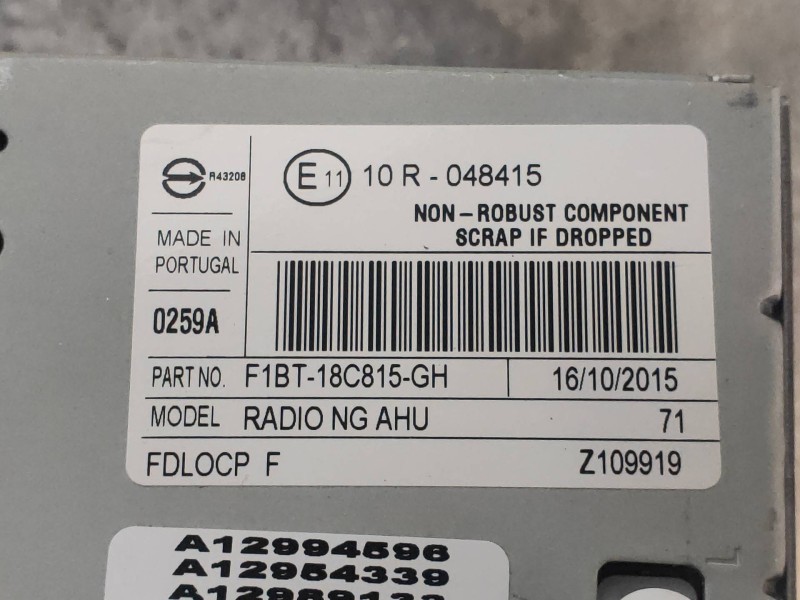 R43208
E 11 10 R - 048415
NON-ROBUST COMPONENT
SCRAP IF DROPPED
MADE IN
PORTUGAL
0259A
PART NO. F1BT-18C815-GH 16/10/2015
MODEL RADIO NG AHU 71
FDLOCP F Z109919
A12994596
A12954339